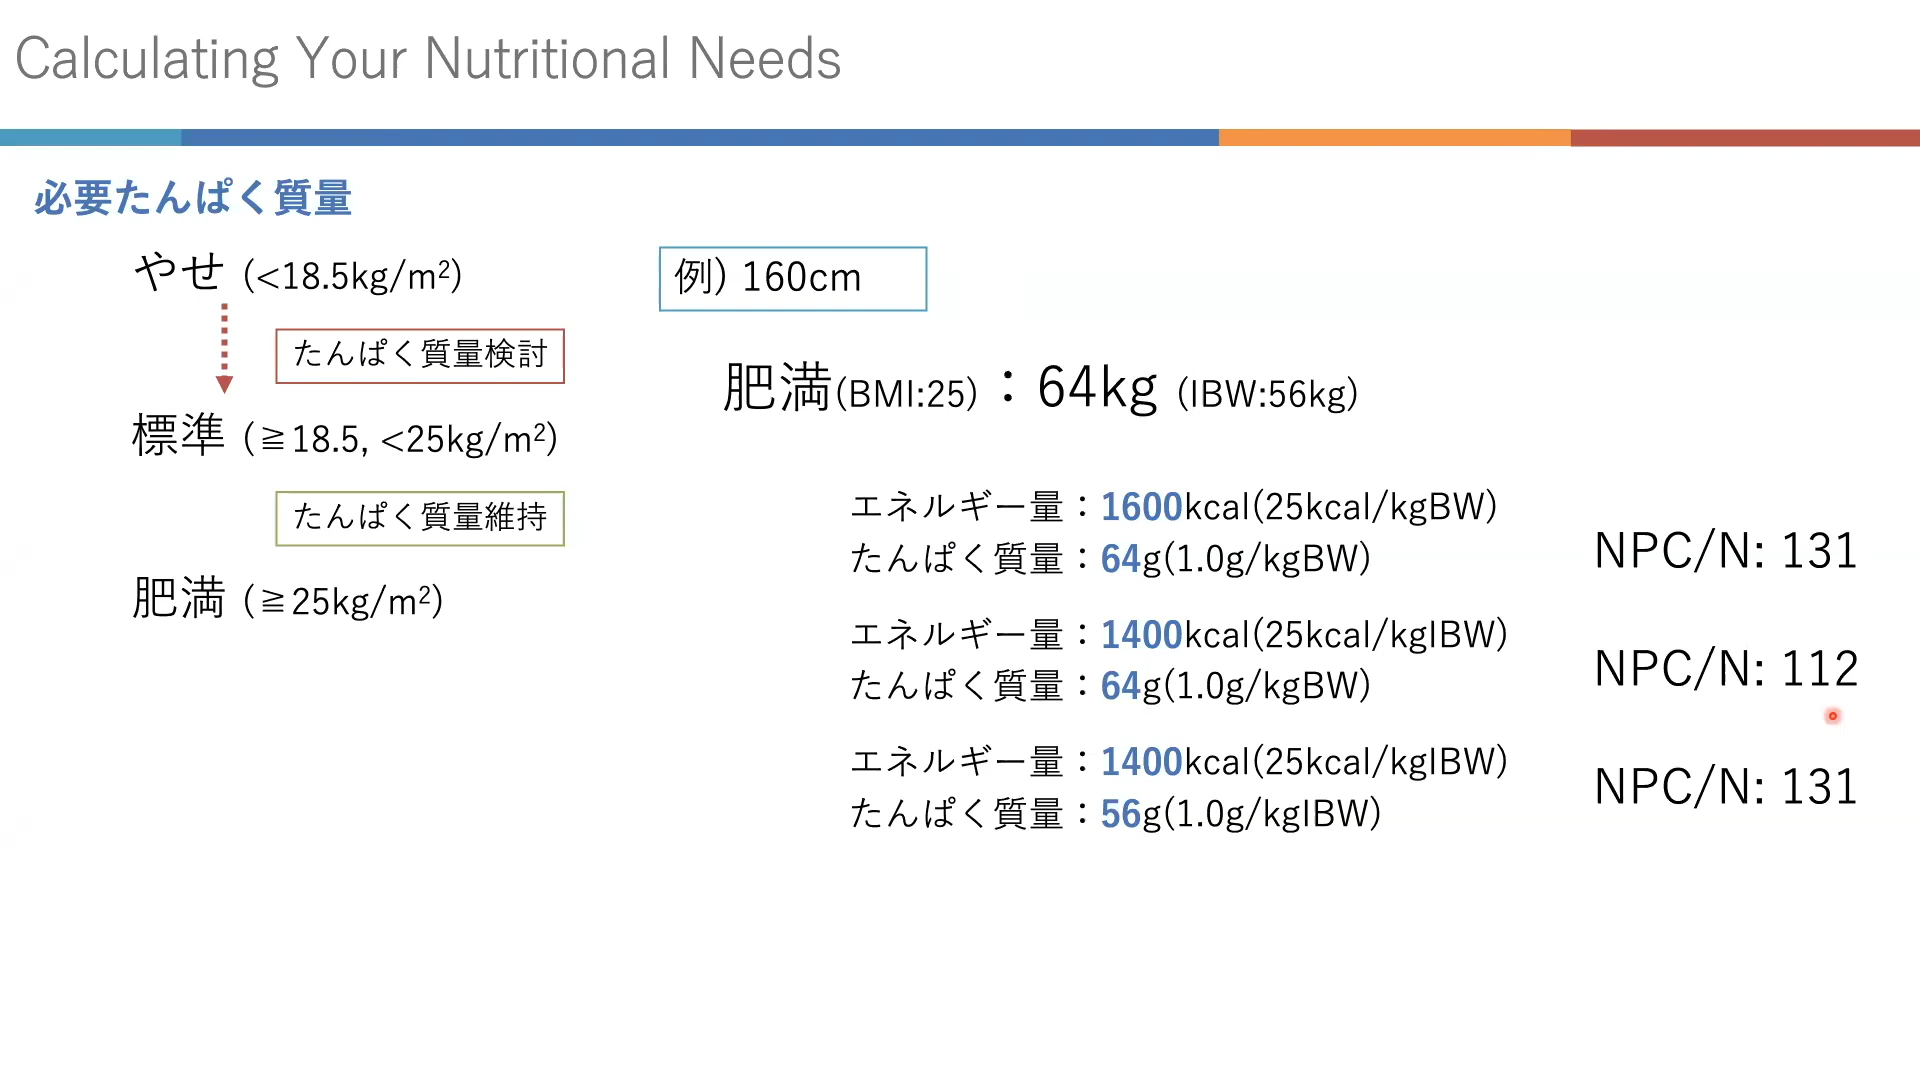 Calculating Your Nutritional Needs
必要たんぱく質量
やせ (<18.5kg/m²)
たんぱく質量検討
標準 (≧18.5, <25kg/m²)
たんぱく質量維持
肥満 (≧25kg/m²)
例) 160cm
肥満(BMI:25)：64kg (IBW:56kg)
エネルギー量：1600kcal(25kcal/kgBW)
たんぱく質量：64g(1.0g/kgBW)
NPC/N: 131
エネルギー量：1400kcal(25kcal/kgIBW)
たんぱく質量：64g(1.0g/kgBW)
NPC/N: 112
エネルギー量：1400kcal(25kcal/kgIBW)
たんぱく質量：56g(1.0g/kgIBW)
NPC/N: 131